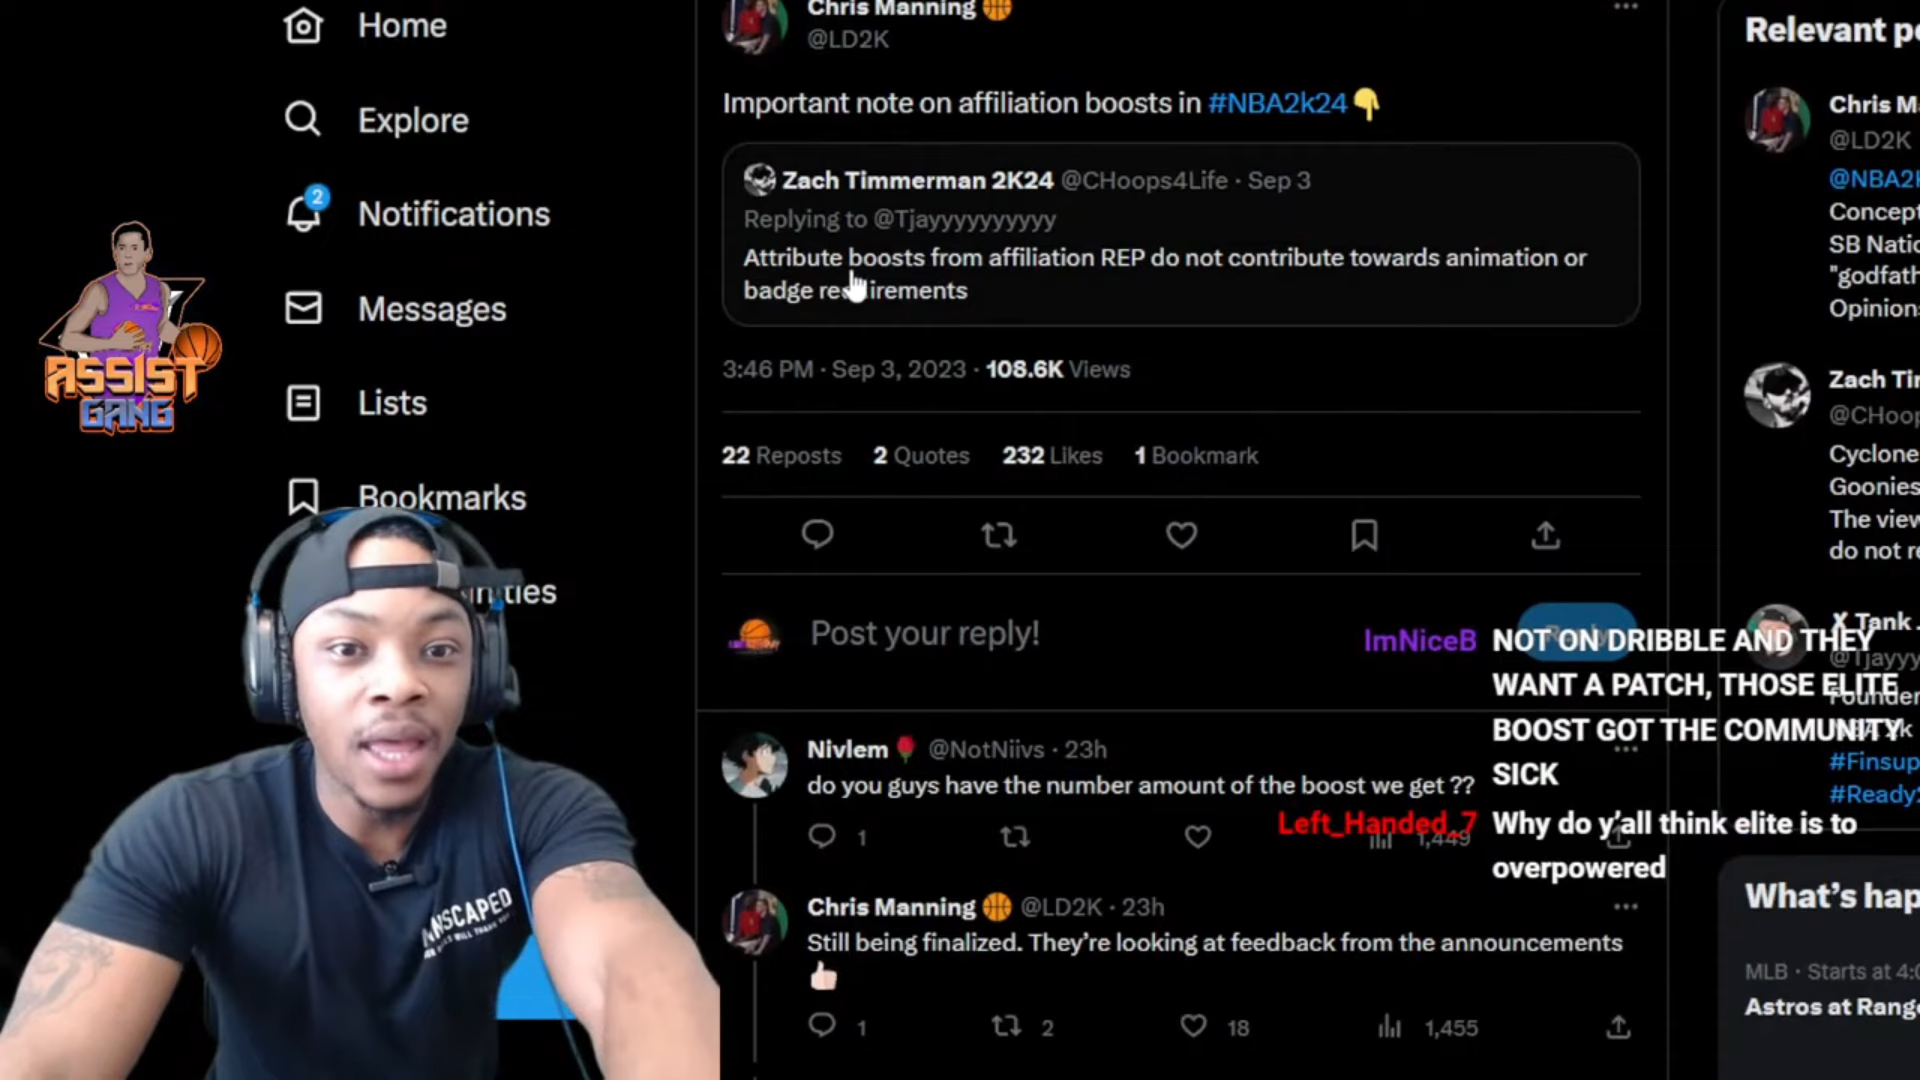 Home
Explore
2
Notifications
Messages
Lists
Bookmarks
ASSIST
GANG
Chris Manning
@LD2K
Important note on affiliation boosts in #NBA2k24
Zach Timmerman 2K24 @CHoops4Life · Sep 3
Replying to @Tjayyyyyyyyyy
Attribute boosts from affiliation REP do not contribute towards animation or
badge
3:46 PM · Sep 3, 2023 · 108.6K Views
22 Reposts 2 Quotes 232 Likes 1 Bookmark
Post your reply!
Nivlem @NotNiivs · 23h
do you guys have the number amount of the boost we get ??
1 1,449
Chris Manning @LD2K · 23h
Still being finalized. They're looking at feedback from the announcements
1 2 18 1,455
ImNiceB NOT ON DRIBBLE AND THEY
WANT A PATCH, THOSE ELITE
BOOST GOT THE COMMUNITY
SICK
Left_Handed_7 Why do y'all think elite is to
overpowered
Relevant
Chris
@LD2K
@NBA2
Concept
SB Natio
"godfath
Opinion
Zach
@CHoop
Cyclone
Goonies
The view
do not
Tank
#Finsup
#Ready2
What's hap
MLB · Starts at 4:
Astros at Rang